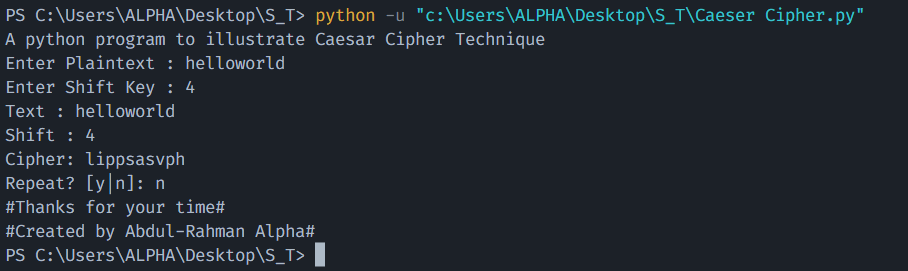 PS C:\Users\ALPHA\Desktop\S_T> python -u "c:\Users\ALPHA\Desktop\S_T\Caeser Cipher.py"
A python program to illustrate Caesar Cipher Technique
Enter Plaintext : helloworld
Enter Shift Key : 4
Text : helloworld
Shift : 4
Cipher: lippsasvph
Repeat? [y|n]: n
#Thanks for your time#
#Created by Abdul-Rahman Alpha#
PS C:\Users\ALPHA\Desktop\S_T>